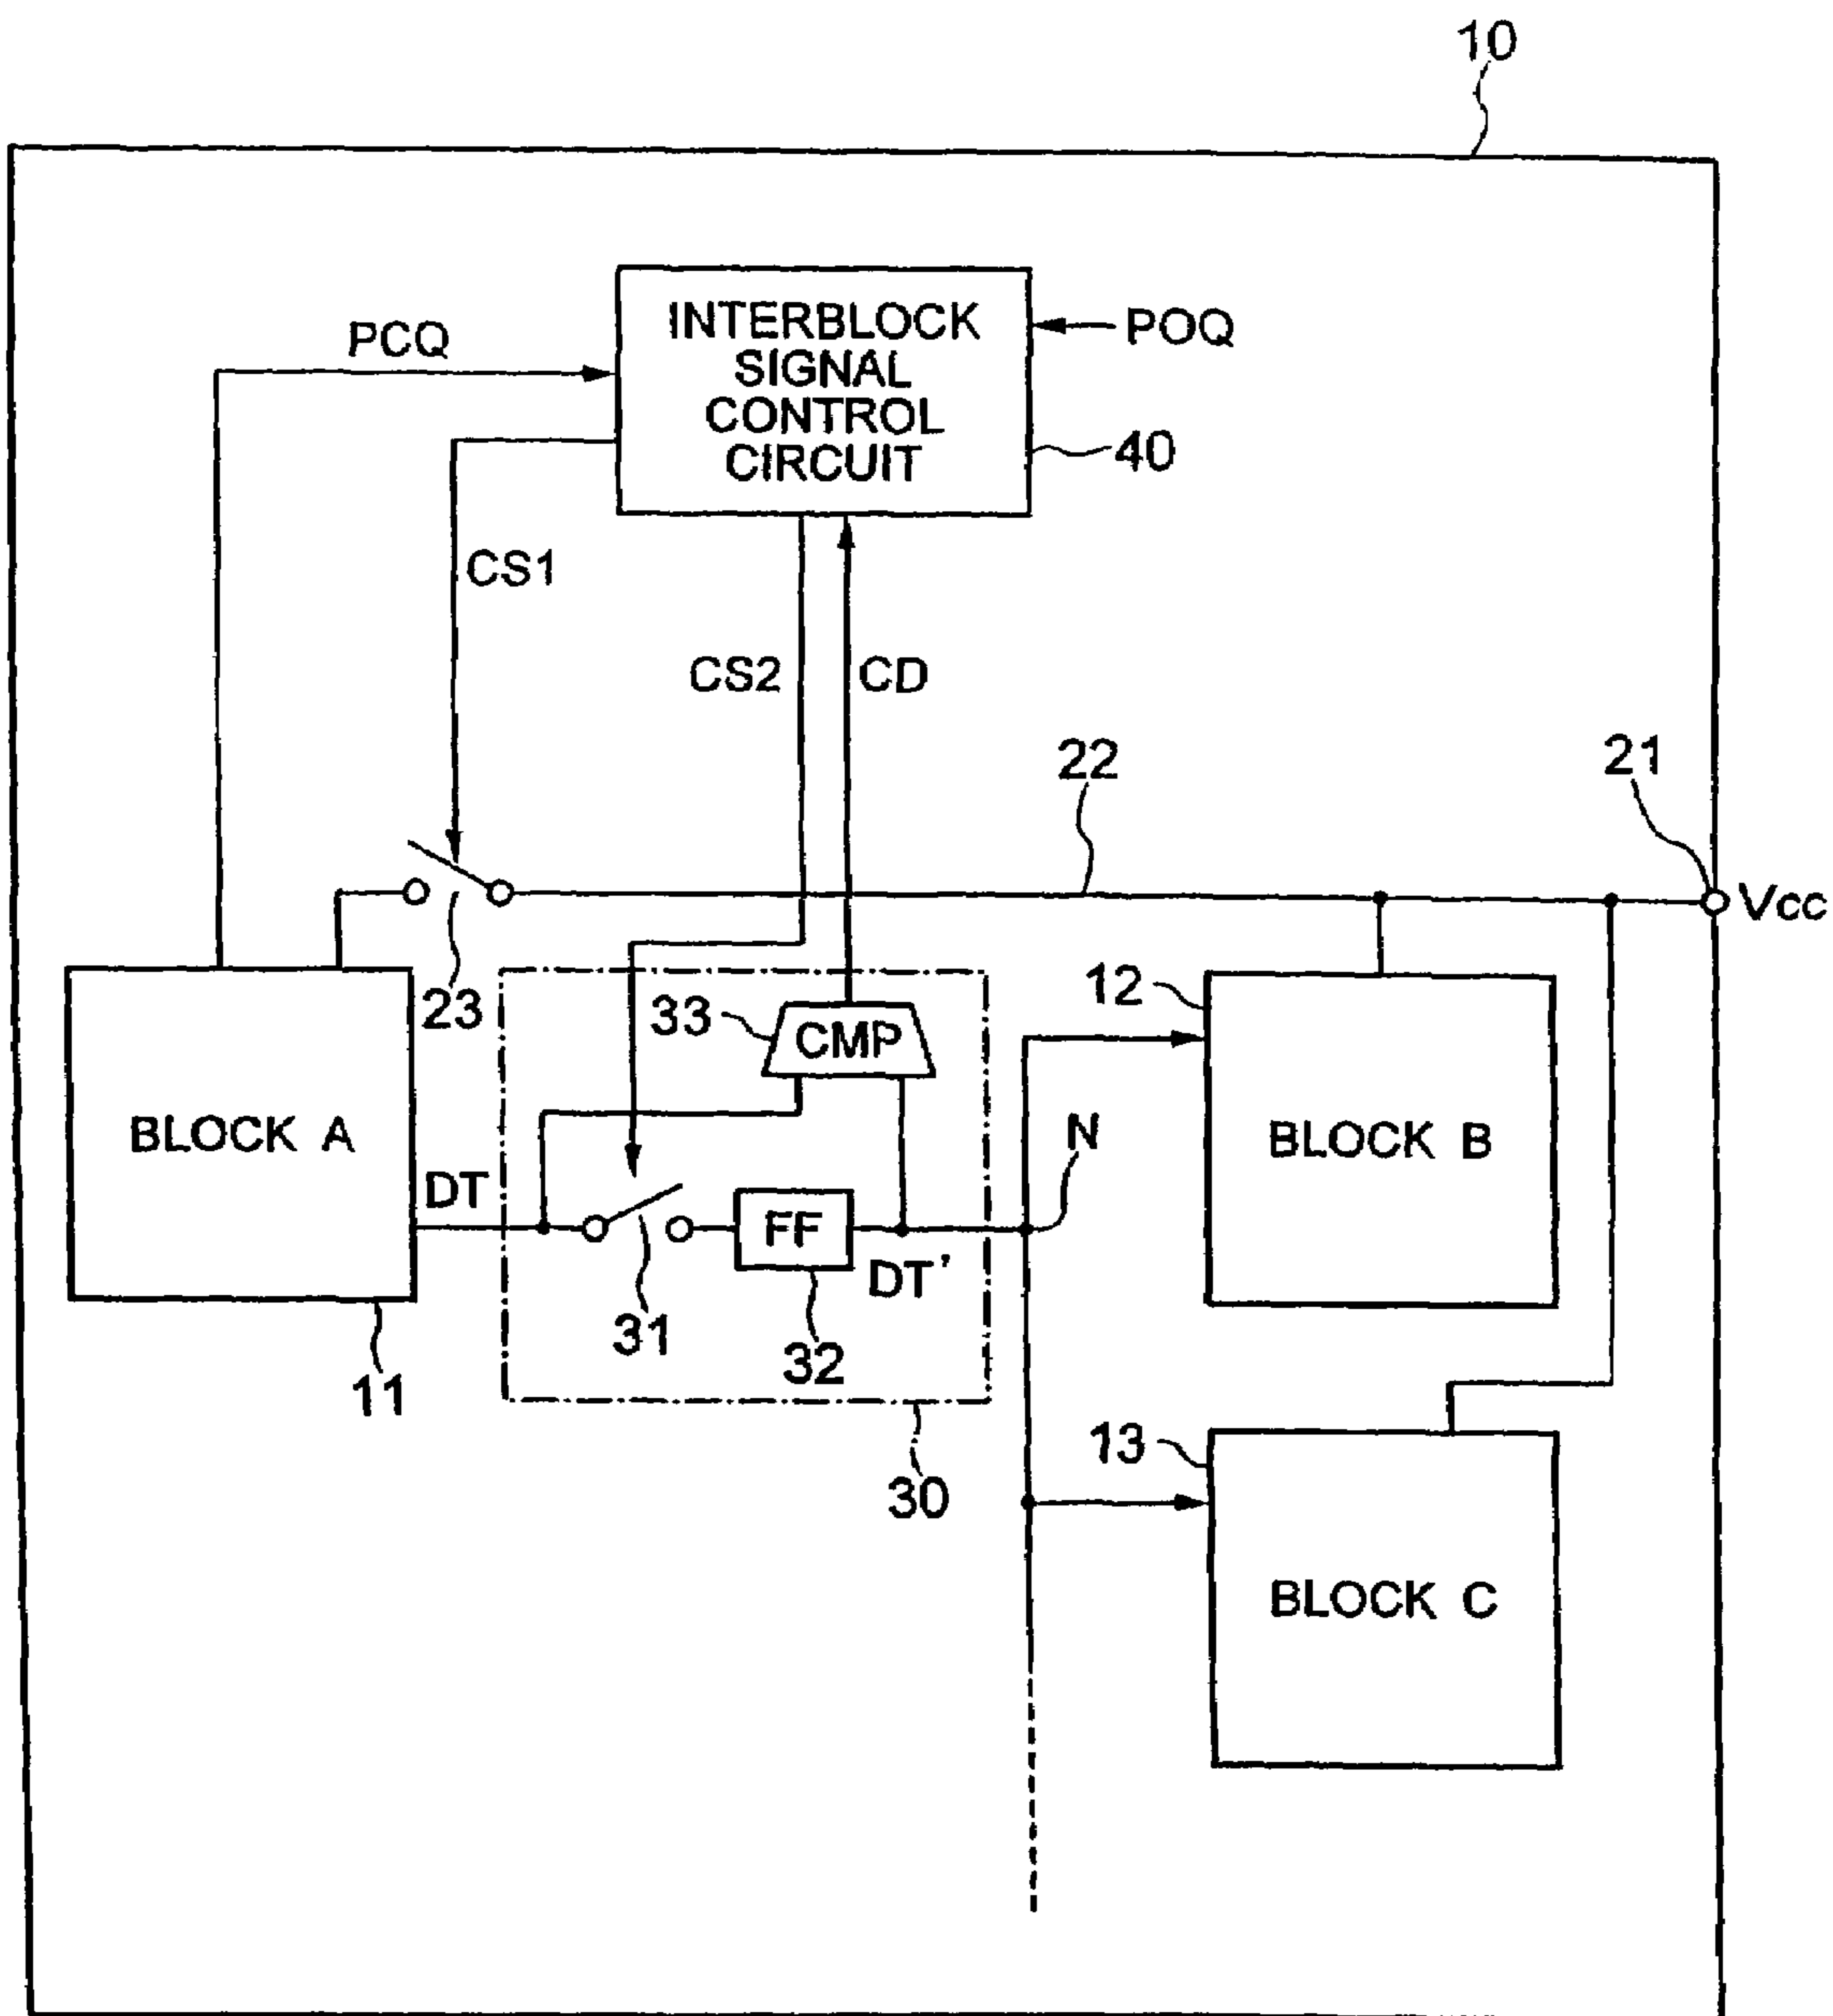 10
INTERBLOCK
SIGNAL
CONTROL
CIRCUIT
PCQ
POQ
40
CS1
CS2
CD
22
21
Vcc
23
33
CMP
12
BLOCK A
BLOCK B
N
DT
FF
DT'
31
32
11
30
13
BLOCK C